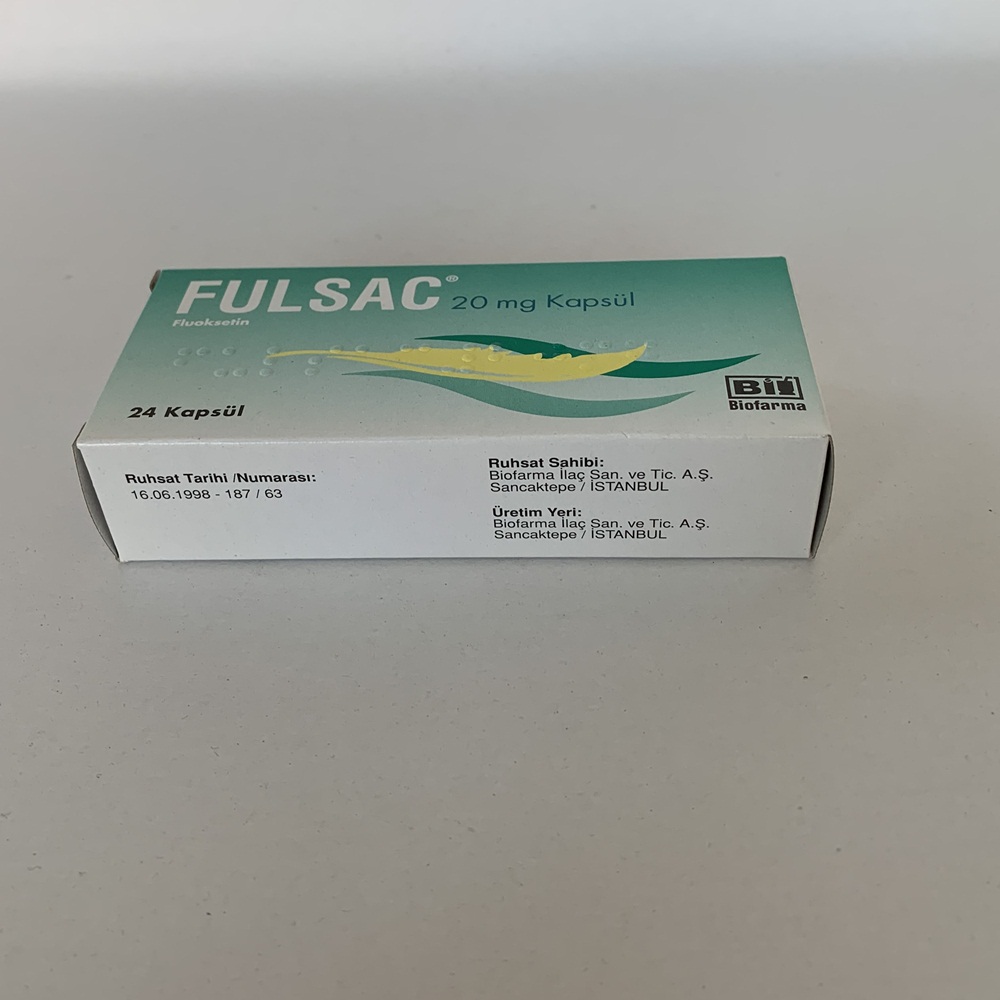 FULSAC® 20 mg Kapsül
Fluoksetin
24 Kapsül
Bif
Biofarma
Ruhsat Tarihi /Numarası:
16.06.1998 - 187 / 63
Ruhsat Sahibi:
Biofarma İlaç San. ve Tic. A.Ş.
Sancaktepe / İSTANBUL
Üretim Yeri:
Biofarma İlaç San. ve Tic. A.Ş.
Sancaktepe / İSTANBUL